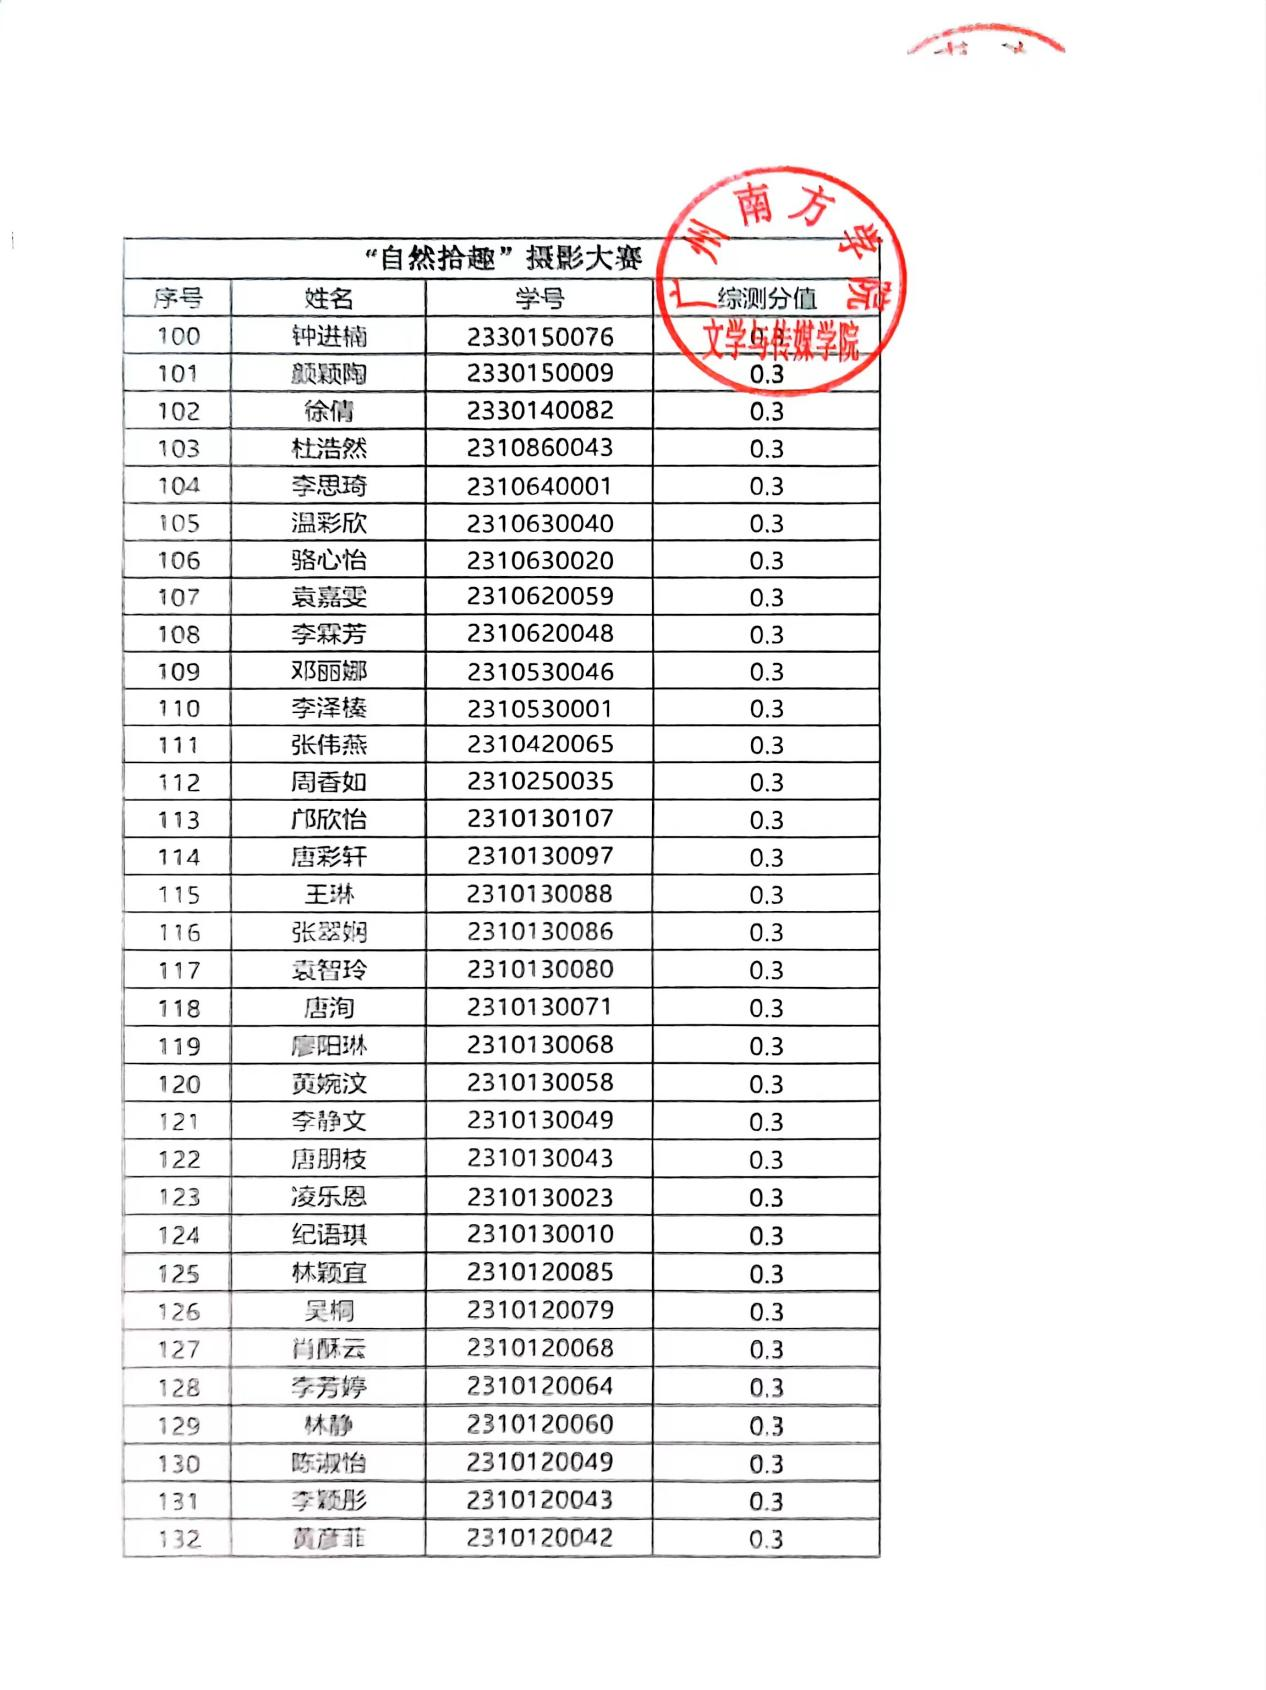 广州南方学院
文学与传媒学院
“自然拾趣”摄影大赛
序号 姓名 学号 综测分值
100 钟进楠 2330150076 0.3
101 颜颖陶 2330150009 0.3
102 徐倩 2330140082 0.3
103 杜浩然 2310860043 0.3
104 李思琦 2310640001 0.3
105 温彩欣 2310630040 0.3
106 骆心怡 2310630020 0.3
107 袁嘉雯 2310620059 0.3
108 李霖芳 2310620048 0.3
109 邓丽娜 2310530046 0.3
110 李泽榛 2310530001 0.3
111 张伟燕 2310420065 0.3
112 周香如 2310250035 0.3
113 邝欣怡 2310130107 0.3
114 唐彩轩 2310130097 0.3
115 王琳 2310130088 0.3
116 张翠娴 2310130086 0.3
117 袁智玲 2310130080 0.3
118 唐洵 2310130071 0.3
119 廖阳琳 2310130068 0.3
120 黄婉汶 2310130058 0.3
121 李静文 2310130049 0.3
122 唐朋枝 2310130043 0.3
123 凌乐恩 2310130023 0.3
124 纪语琪 2310130010 0.3
125 林颖宜 2310120085 0.3
126 吴桐 2310120079 0.3
127 肖酥云 2310120068 0.3
128 李芳婷 2310120064 0.3
129 林静 2310120060 0.3
130 陈淑怡 2310120049 0.3
131 李颖彤 2310120043 0.3
132 黄彦菲 2310120042 0.3